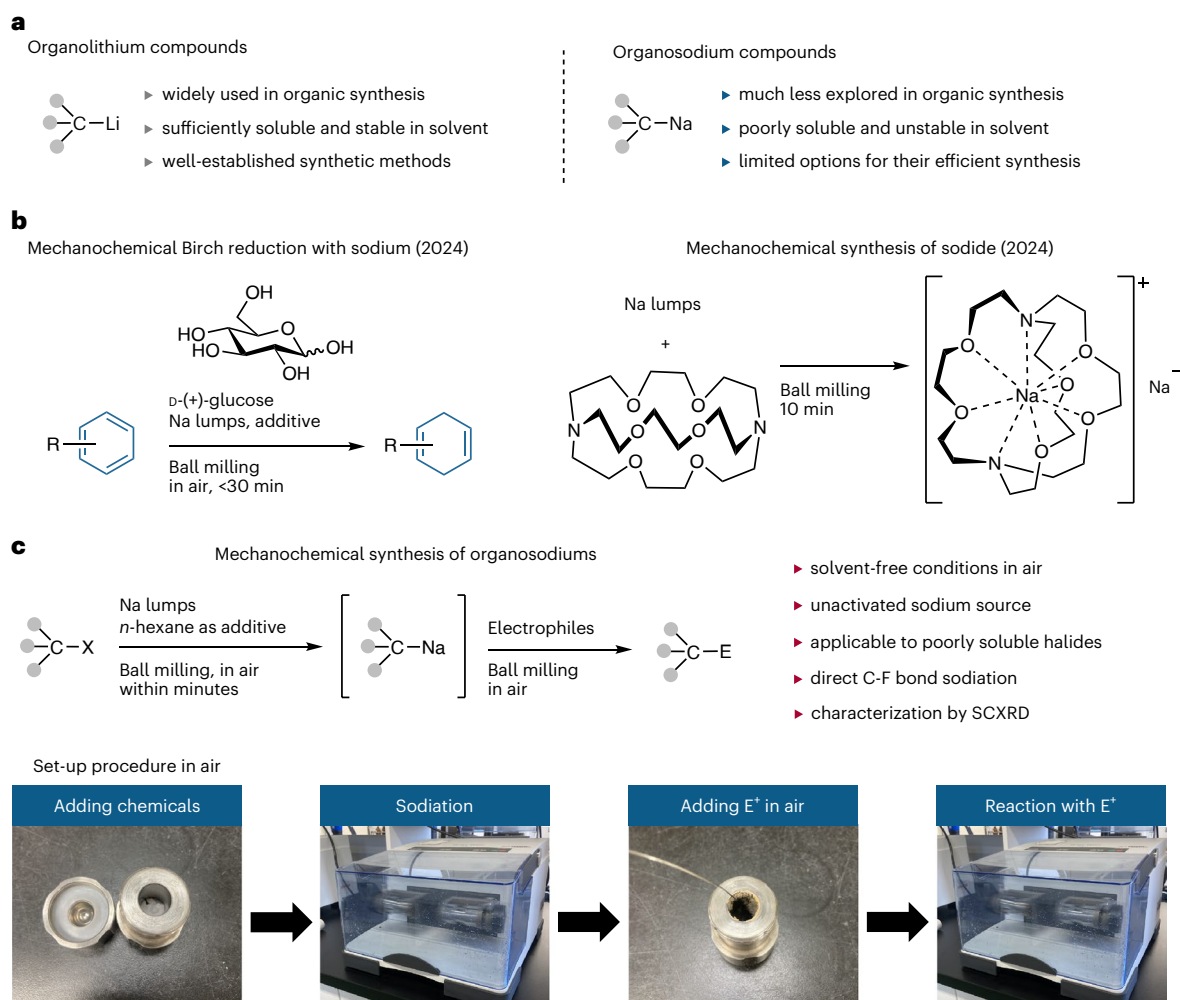 a
Organolithium compounds
C–Li
▶ widely used in organic synthesis
▶ sufficiently soluble and stable in solvent
▶ well-established synthetic methods
Organosodium compounds
C–Na
▶ much less explored in organic synthesis
▶ poorly soluble and unstable in solvent
▶ limited options for their efficient synthesis
b
Mechanochemical Birch reduction with sodium (2024)
OH
HO
O
HO
OH
OH
R
D-(+)-glucose
Na lumps, additive
Ball milling
in air, <30 min
R
Mechanochemical synthesis of sodide (2024)
Na lumps
+
O
O
N
O
O
N
O
O
Ball milling
10 min
+
N
O
O
O
Na
O
O
O
N
Na−
c
Mechanochemical synthesis of organosodiums
C–X
Na lumps
n-hexane as additive
Ball milling, in air
within minutes
C–Na
Electrophiles
Ball milling
in air
C–E
▶ solvent-free conditions in air
▶ unactivated sodium source
▶ applicable to poorly soluble halides
▶ direct C-F bond sodiation
▶ characterization by SCXRD
Set-up procedure in air
Adding chemicals
Sodiation
Adding E+ in air
Reaction with E+